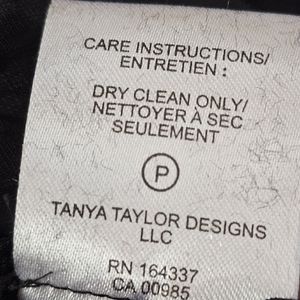 CARE INSTRUCTIONS/
ENTRETIEN :
DRY CLEAN ONLY/
NETTOYER À SEC
SEULEMENT
P
TANYA TAYLOR DESIGNS
LLC
RN 164337
CA 00985